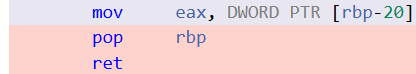 mov eax, DWORD PTR [rbp-20]
pop rbp
ret